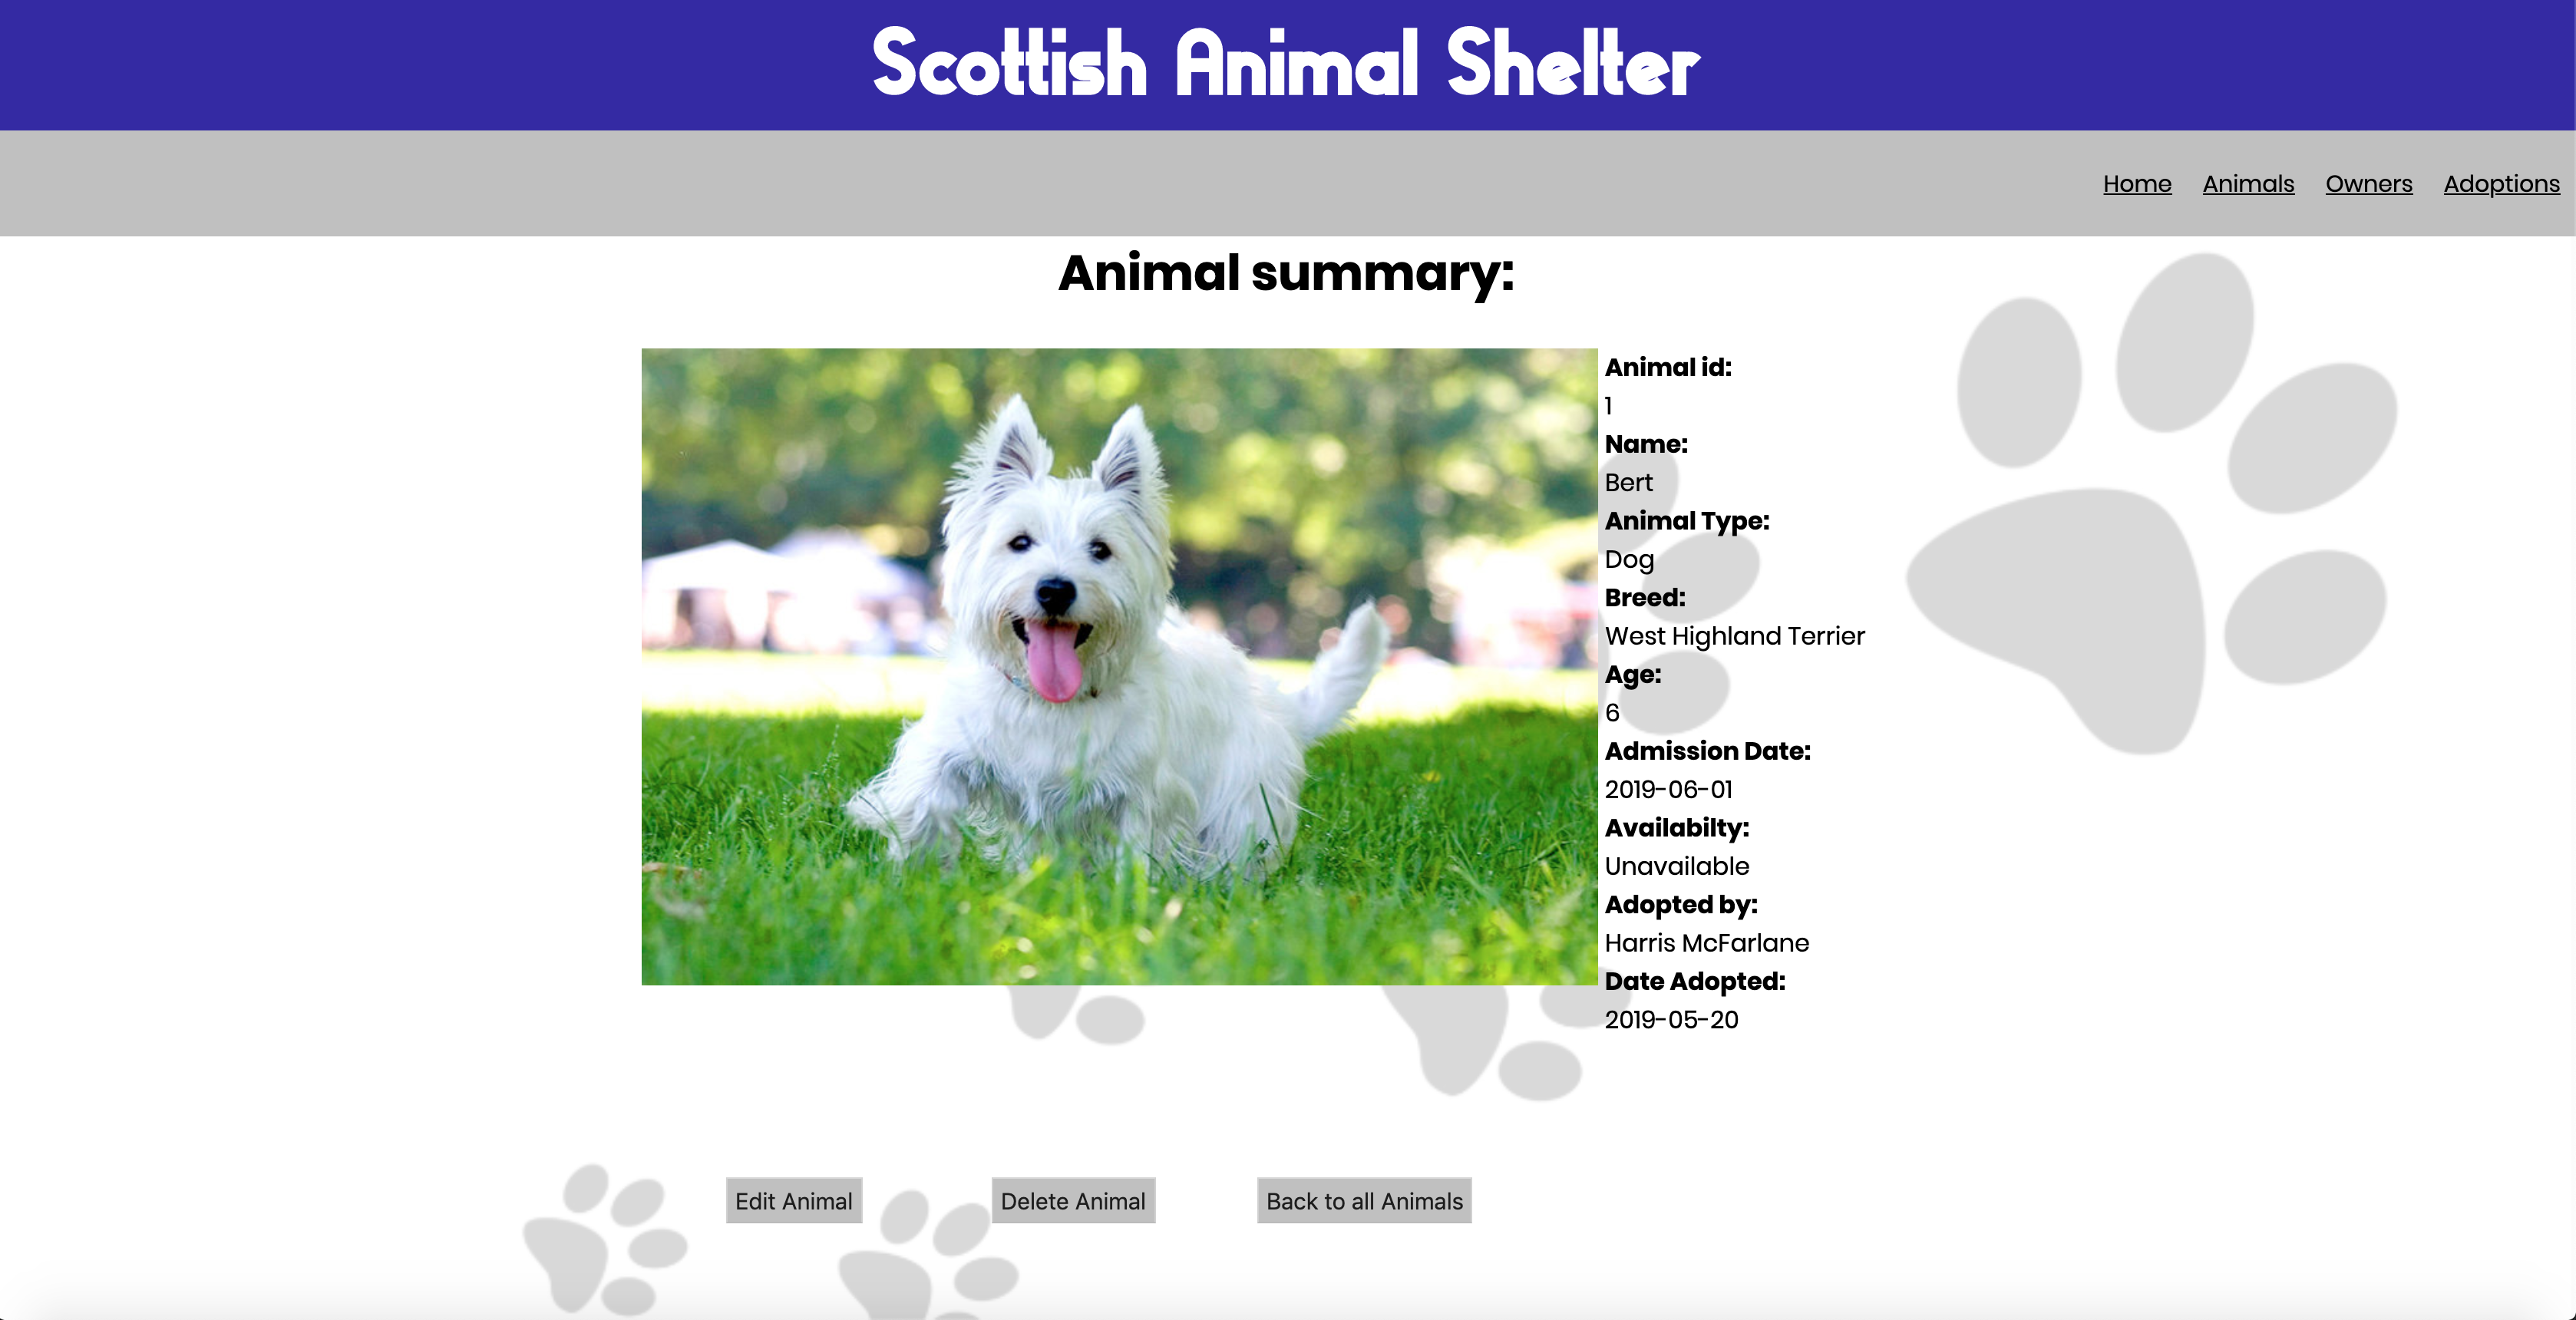 Scottish Animal Shelter
Home Animals Owners Adoptions
Animal summary:
Animal id:
1
Name:
Bert
Animal Type:
Dog
Breed:
West Highland Terrier
Age:
6
Admission Date:
2019-06-01
Availabilty:
Unavailable
Adopted by:
Harris McFarlane
Date Adopted:
2019-05-20
Edit Animal Delete Animal Back to all Animals